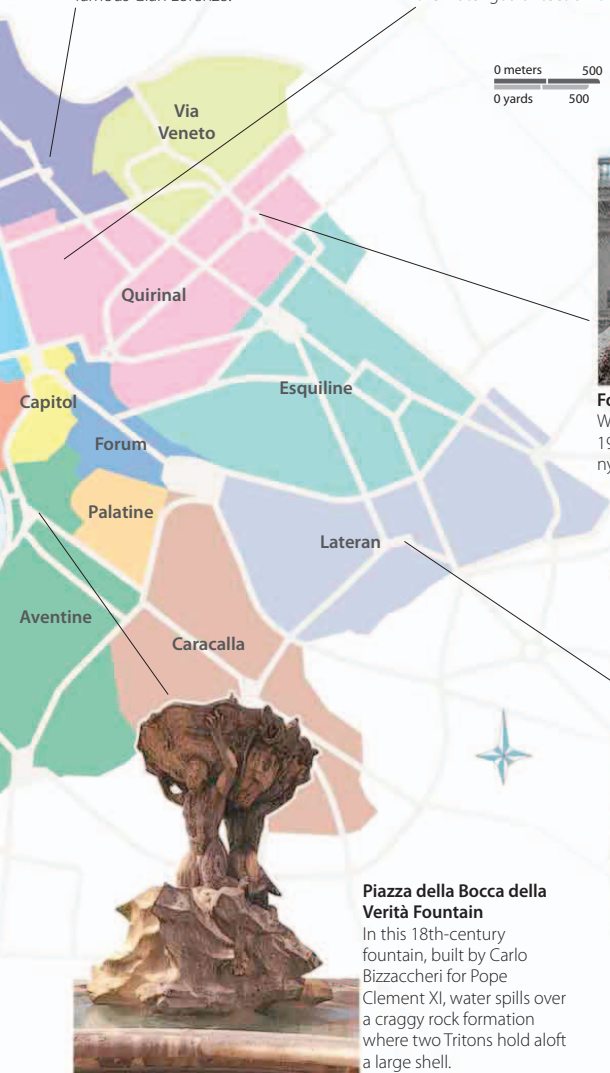 famous Gian Lorenzo.
0 meters 500
0 yards 500
Via
Veneto
Quirinal
Capitol
Esquiline
Forum
Palatine
Lateran
Aventine
Caracalla
Fo
W
19
ny
Piazza della Bocca della
Verità Fountain
In this 18th-century
fountain, built by Carlo
Bizzaccheri for Pope
Clement XI, water spills over
a craggy rock formation
where two Tritons hold aloft
a large shell.